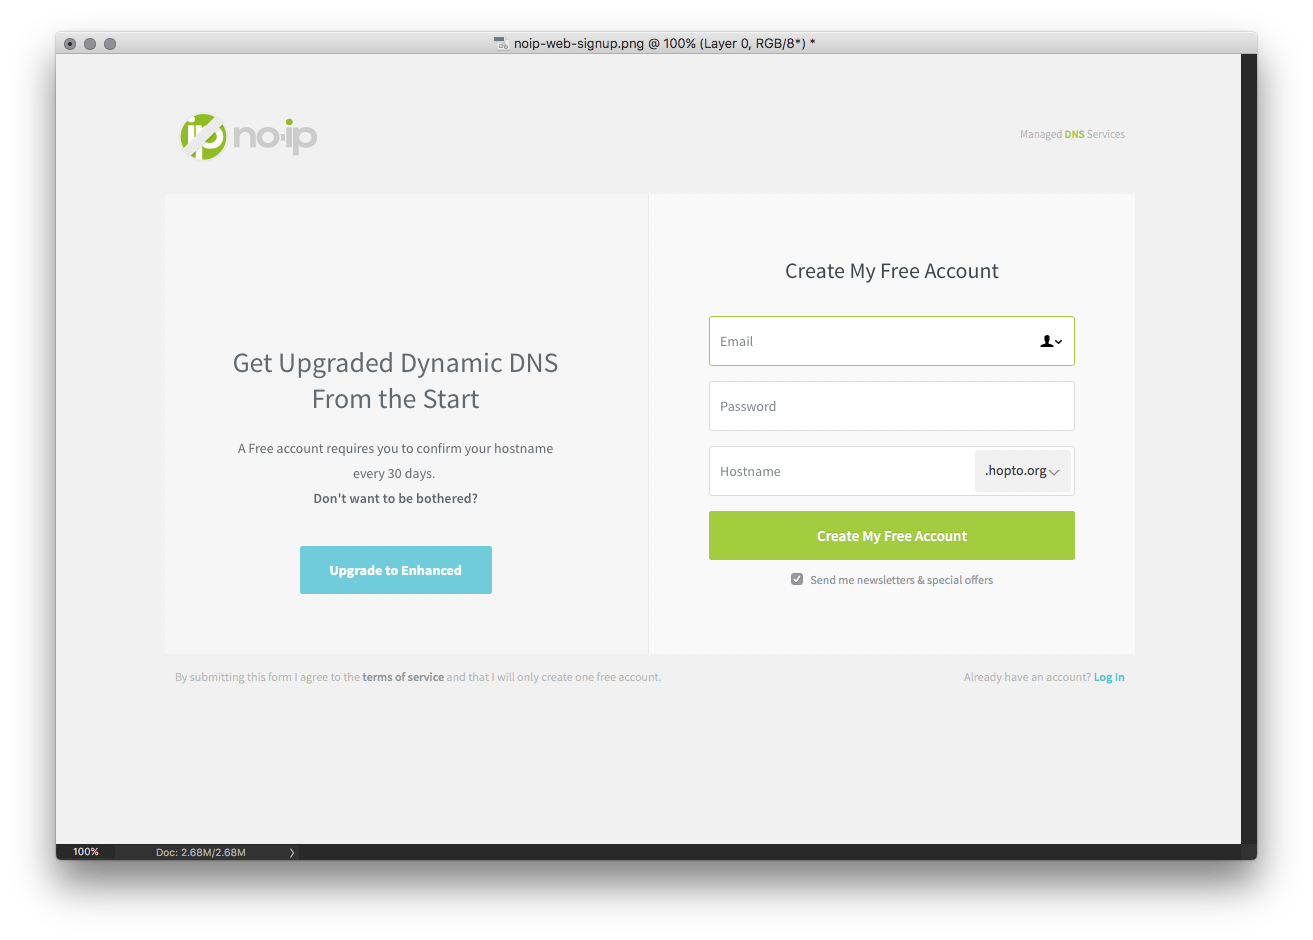 noip-web-signup.png @ 100% (Layer 0, RGB/8*) *
ip no-ip
Managed DNS Services
Get Upgraded Dynamic DNS
From the Start
A Free account requires you to confirm your hostname
every 30 days.
Don't want to be bothered?
Upgrade to Enhanced
Create My Free Account
Email
Password
Hostname
.hopto.org
Create My Free Account
Send me newsletters & special offers
By submitting this form I agree to the terms of service and that I will only create one free account.
Already have an account? Log In
100%
Doc: 2.68M/2.68M